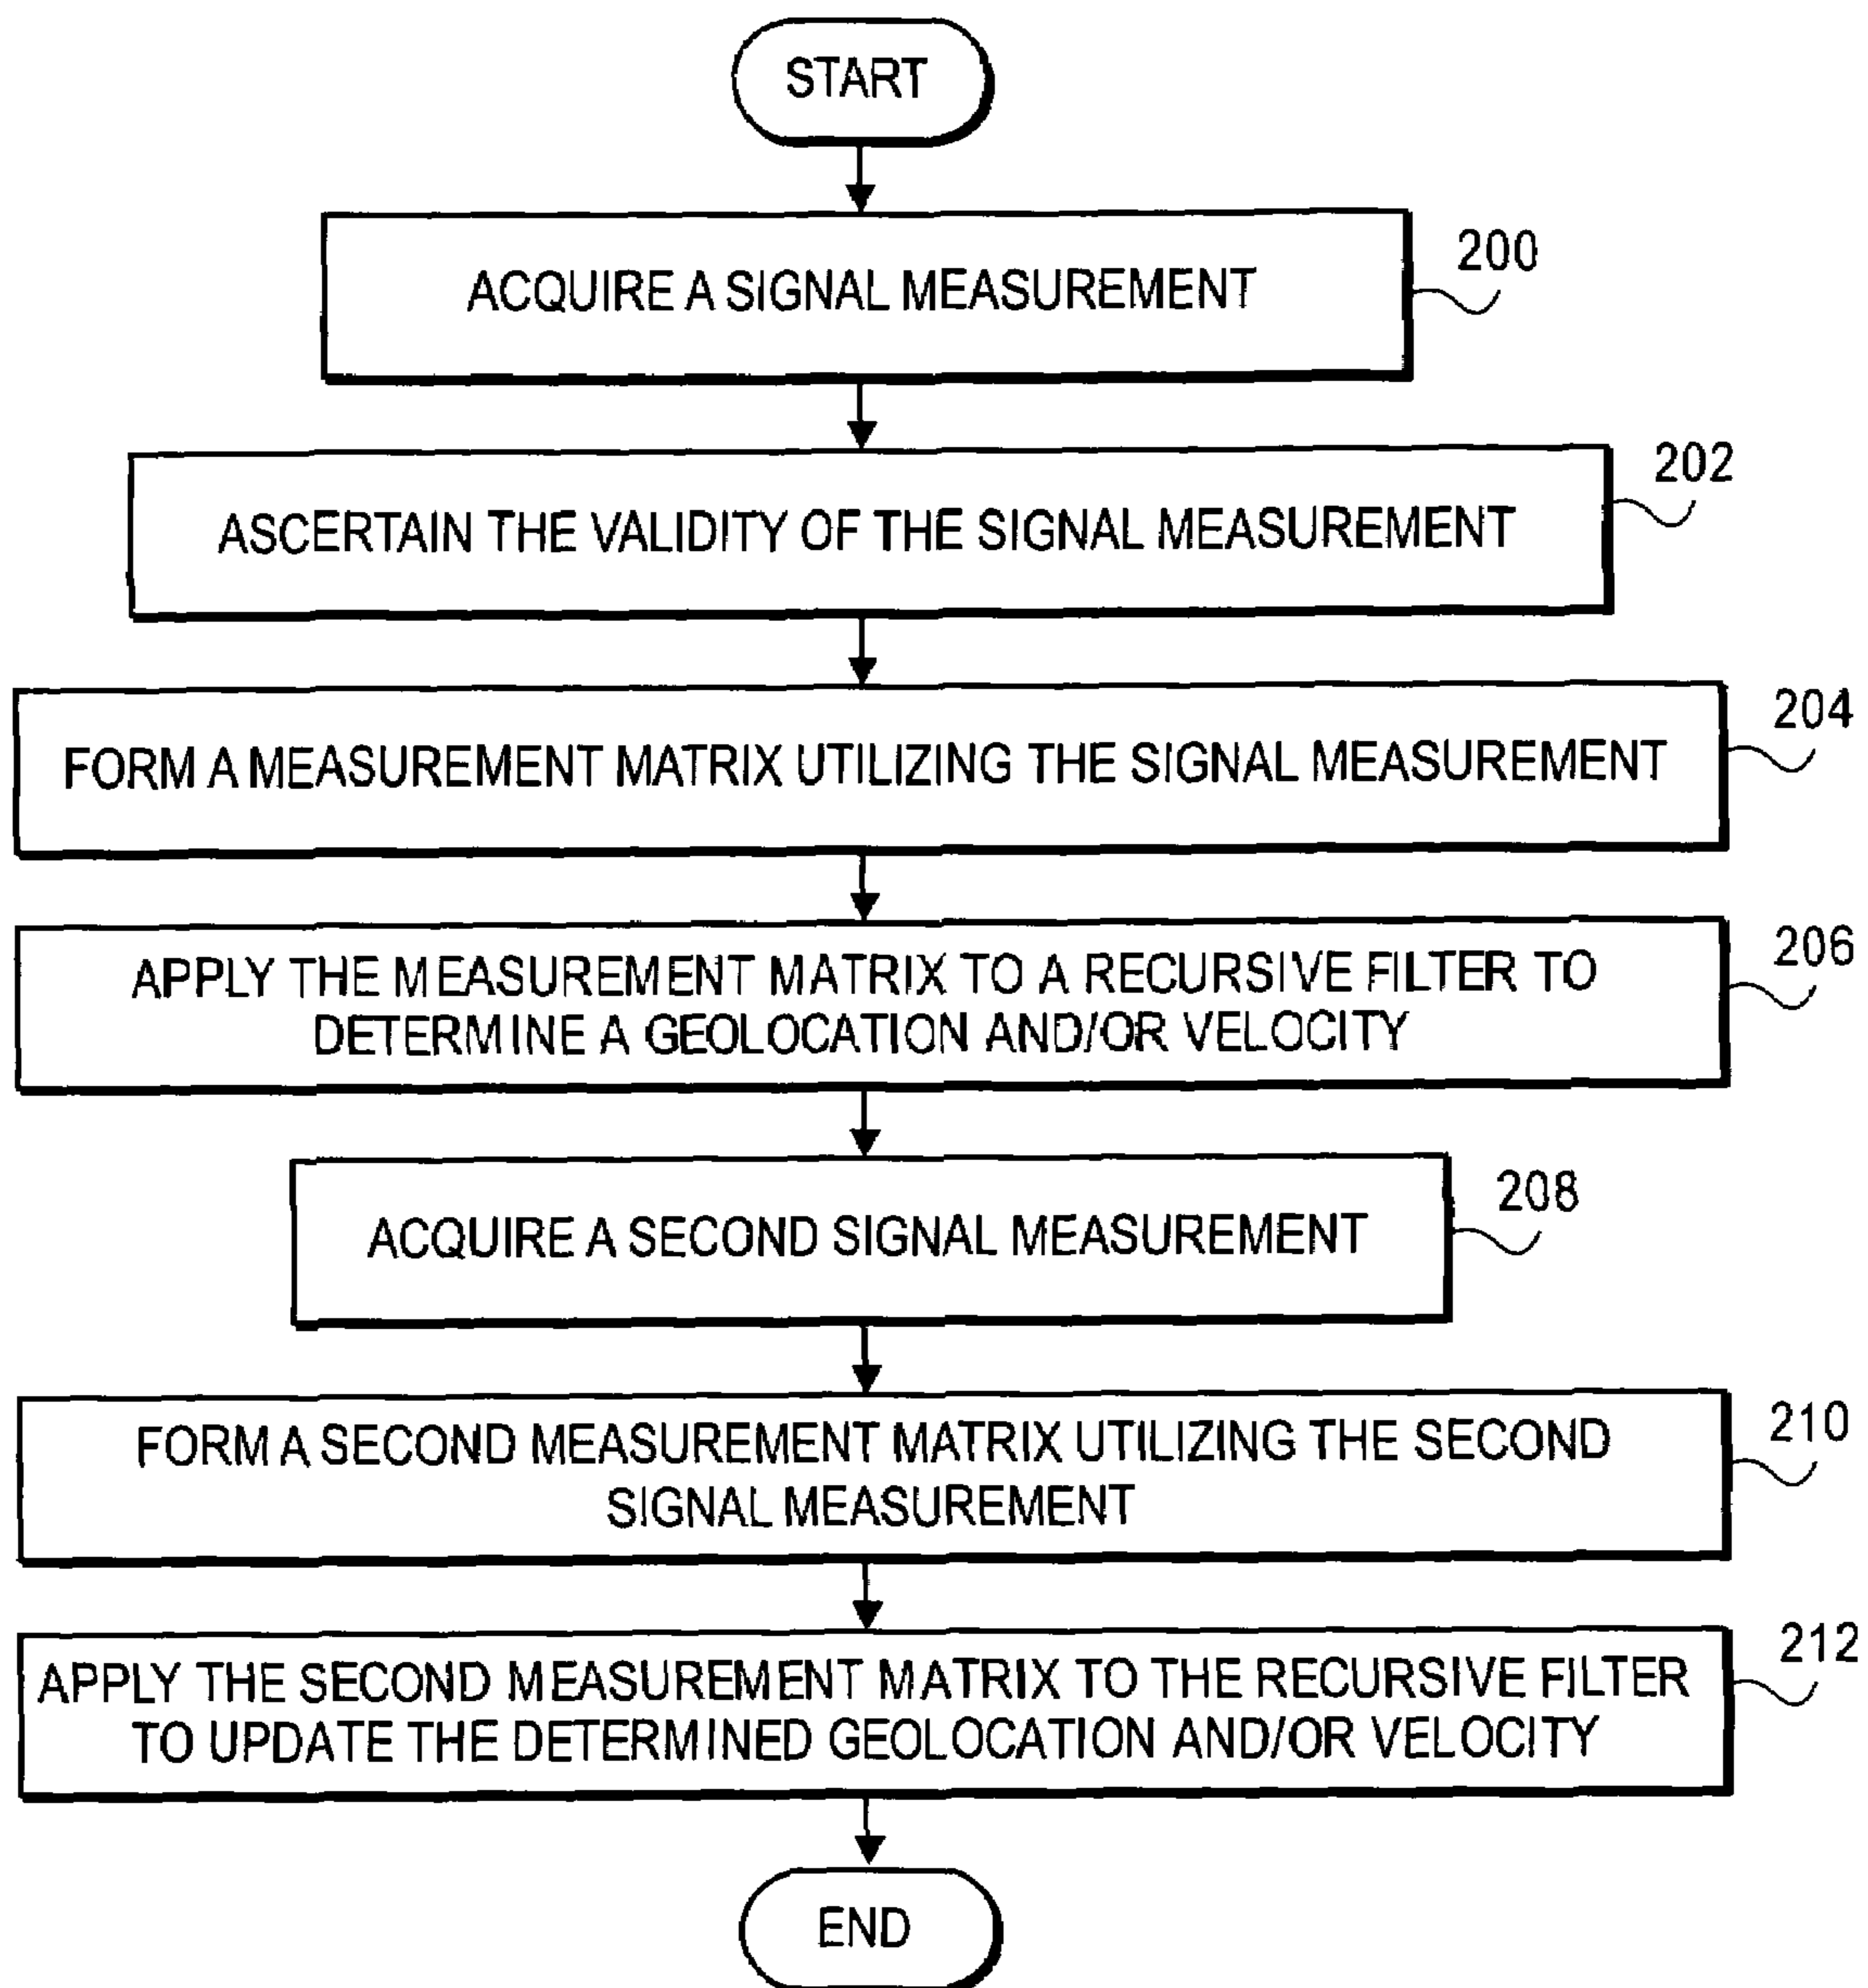 START
ACQUIRE A SIGNAL MEASUREMENT
200
ASCERTAIN THE VALIDITY OF THE SIGNAL MEASUREMENT
202
FORM A MEASUREMENT MATRIX UTILIZING THE SIGNAL MEASUREMENT
204
APPLY THE MEASUREMENT MATRIX TO A RECURSIVE FILTER TO
DETERMINE A GEOLOCATION AND/OR VELOCITY
206
ACQUIRE A SECOND SIGNAL MEASUREMENT
208
FORM A SECOND MEASUREMENT MATRIX UTILIZING THE SECOND
SIGNAL MEASUREMENT
210
APPLY THE SECOND MEASUREMENT MATRIX TO THE RECURSIVE FILTER
TO UPDATE THE DETERMINED GEOLOCATION AND/OR VELOCITY
212
END